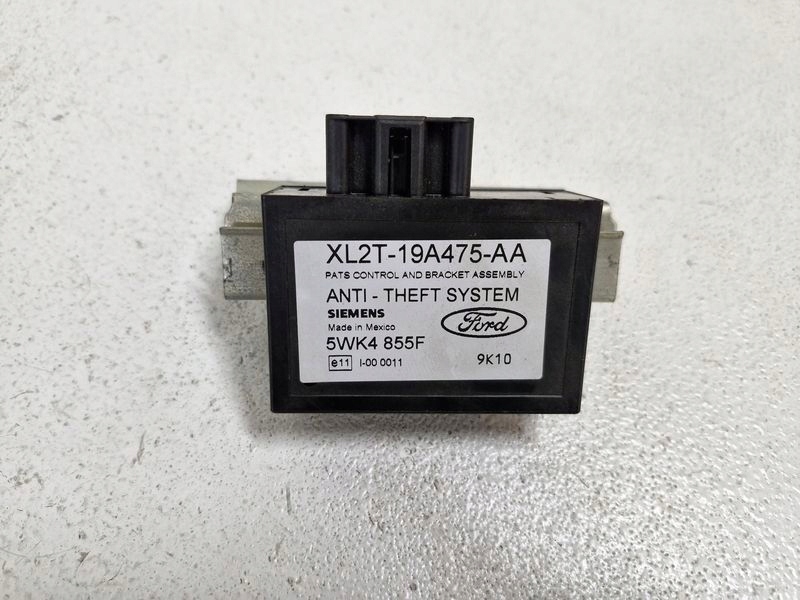 XL2T-19A475-AA
PATS CONTROL AND BRACKET ASSEMBLY
ANTI - THEFT SYSTEM
SIEMENS
Ford
Made in Mexico
5WK4 855F
e11 I-00 0011
9K10